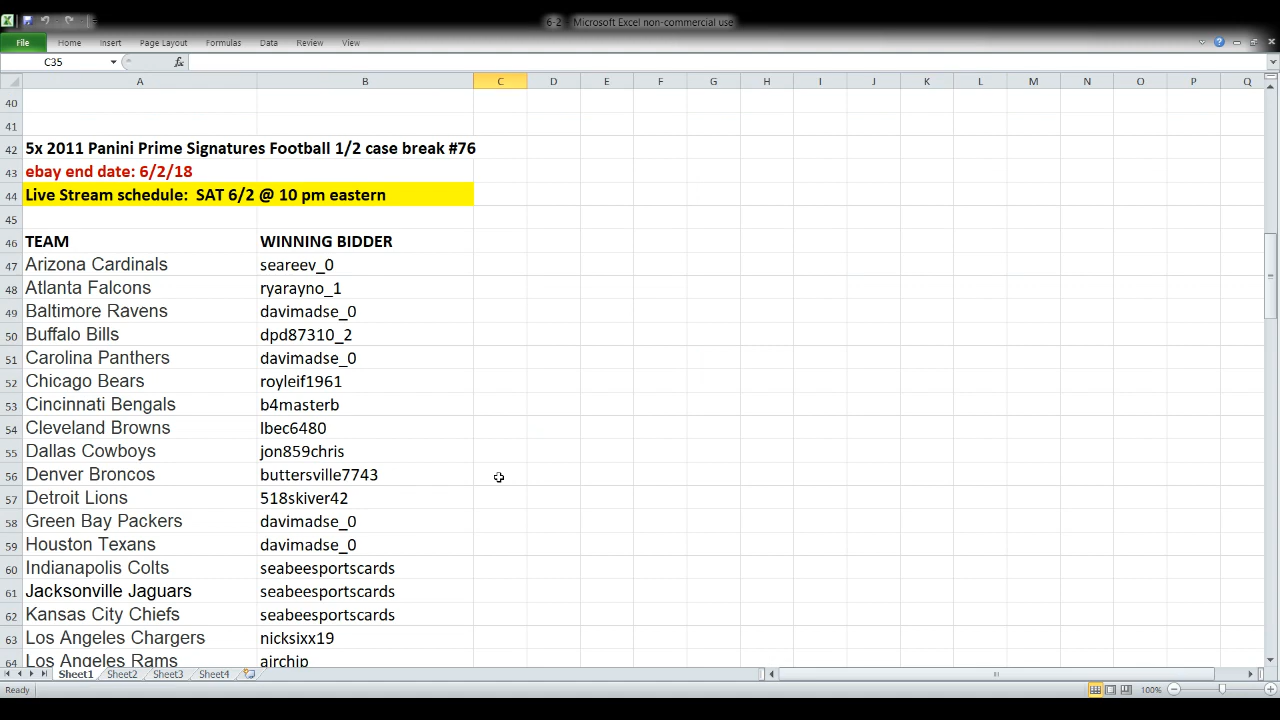 6-2 - Microsoft Excel non-commercial use
File Home Insert Page Layout Formulas Data Review View
C35 fx
A B C D E F G H I J K L M N O P Q
40
41
42 5x 2011 Panini Prime Signatures Football 1/2 case break #76
43 ebay end date: 6/2/18
44 Live Stream schedule: SAT 6/2 @ 10 pm eastern
45
46 TEAM WINNING BIDDER
47 Arizona Cardinals seareev_0
48 Atlanta Falcons ryarayno_1
49 Baltimore Ravens davimadse_0
50 Buffalo Bills dpd87310_2
51 Carolina Panthers davimadse_0
52 Chicago Bears royleif1961
53 Cincinnati Bengals b4masterb
54 Cleveland Browns lbec6480
55 Dallas Cowboys jon859chris
56 Denver Broncos buttersville7743
57 Detroit Lions 518skiver42
58 Green Bay Packers davimadse_0
59 Houston Texans davimadse_0
60 Indianapolis Colts seabeesportscards
61 Jacksonville Jaguars seabeesportscards
62 Kansas City Chiefs seabeesportscards
63 Los Angeles Chargers nicksixx19
64 Los Angeles Rams airchip
Sheet1 Sheet2 Sheet3 Sheet4
Ready 100%